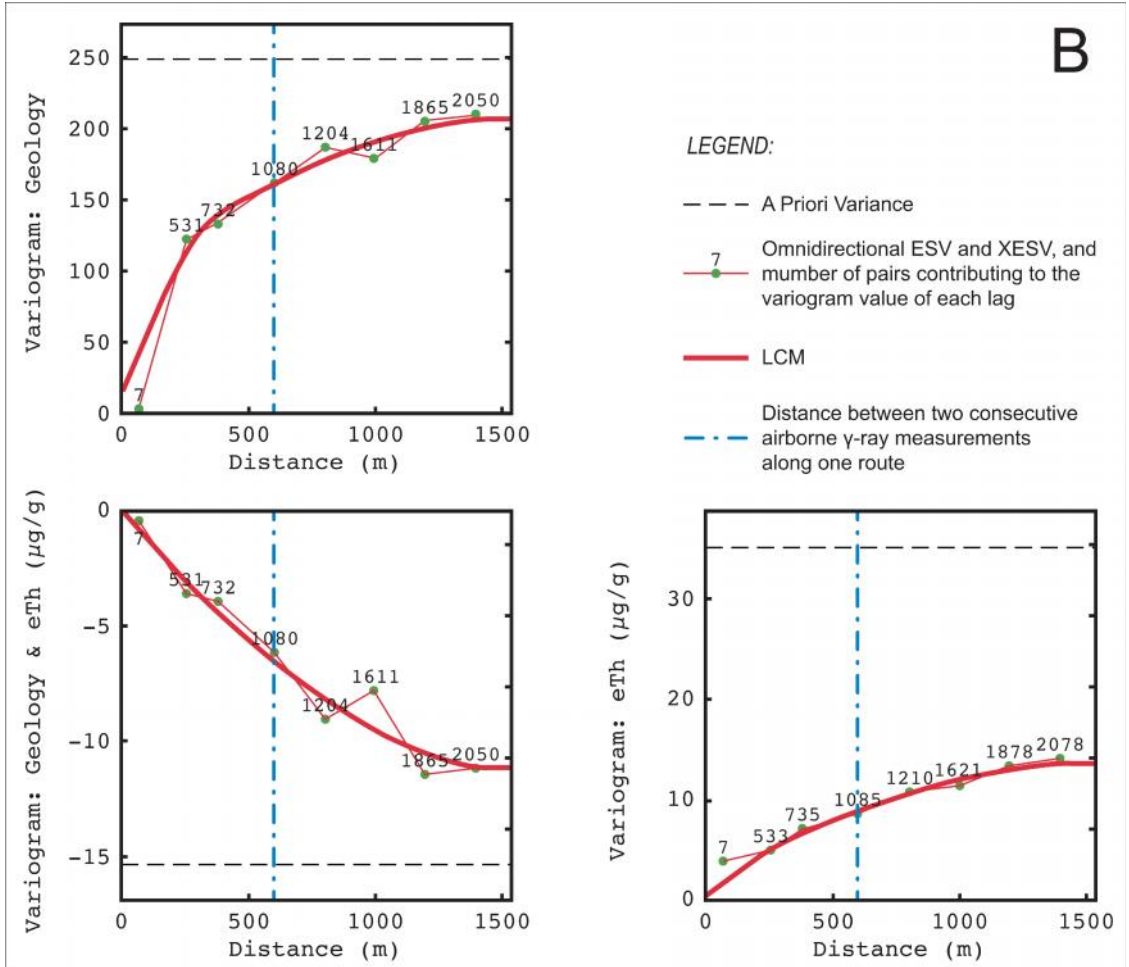 B
Variogram: Geology
250
200
150
100
50
0
7
531
732
1080
1204
1611
1865
2050
0 500 1000 1500
Distance (m)
LEGEND:
A Priori Variance
7
Omnidirectional ESV and XESV, and
mumber of pairs contributing to the
variogram value of each lag
LCM
Distance between two consecutive
airborne γ-ray measurements
along one route
Variogram: Geology & eTh (µg/g)
0
-5
-10
-15
7
531
732
1080
1204
1611
1865
2050
0 500 1000 1500
Distance (m)
Variogram: eTh (µg/g)
30
20
10
0
7
533
735
1085
1210
1621
1878
2078
0 500 1000 1500
Distance (m)